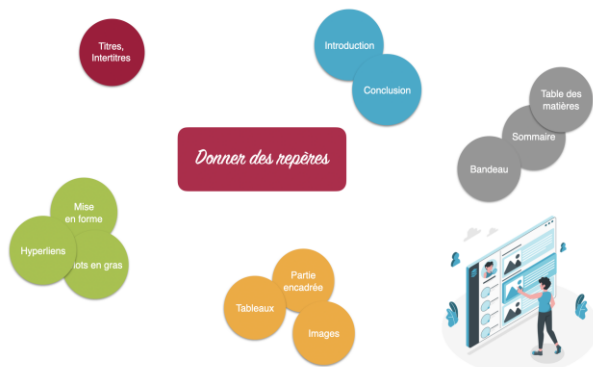 Titres,
Intertitres
Introduction
Conclusion
Table des
matières
Sommaire
Bandeau
Donner des repères
Mise
en forme
Hyperliens
ots en gras
Partie
encadrée
Tableaux
Images